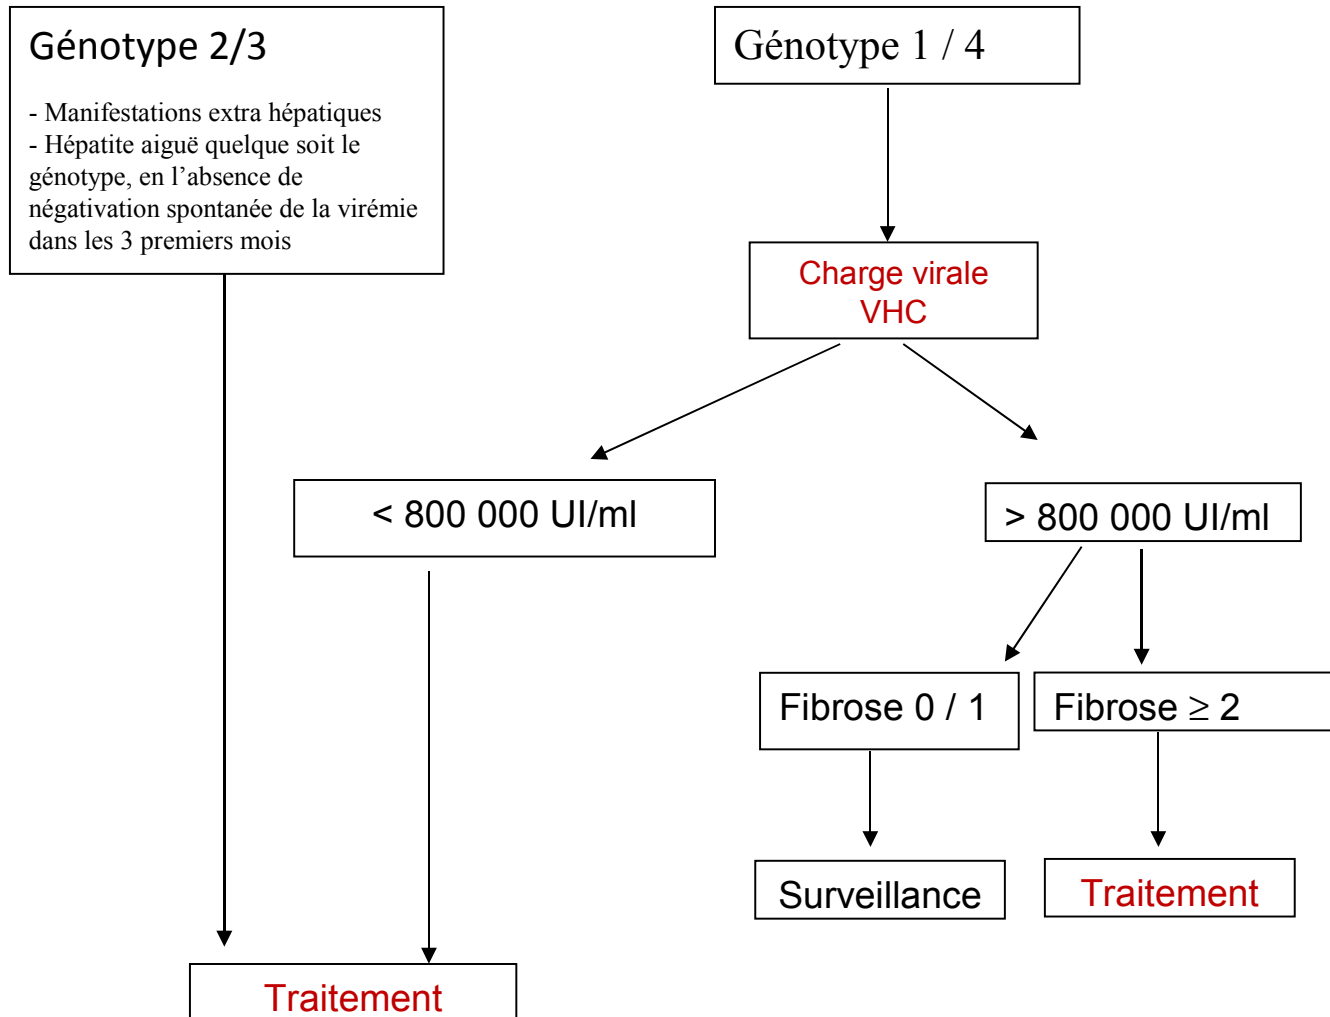 Génotype 2/3
- Manifestations extra hépatiques
- Hépatite aiguë quelque soit le
génotype, en l’absence de
négativation spontanée de la virémie
dans les 3 premiers mois
Génotype 1 / 4
Charge virale
VHC
< 800 000 UI/ml
> 800 000 UI/ml
Fibrose 0 / 1
Fibrose ≥ 2
Surveillance
Traitement
Traitement